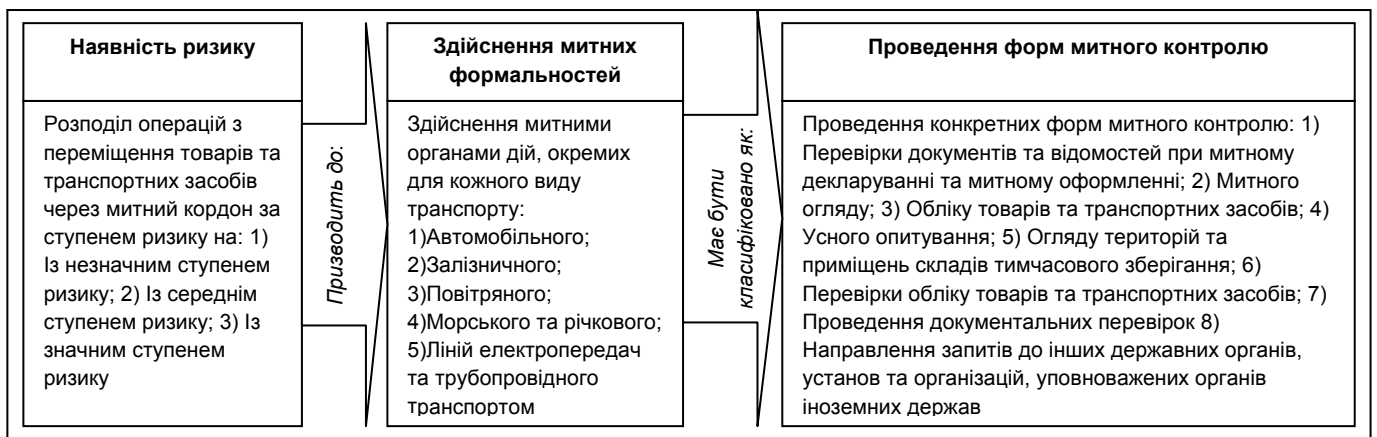 Наявність ризику
Розподіл операцій з
переміщення товарів та
транспортних засобів
через митний кордон за
ступенем ризику на: 1)
Із незначним ступенем
ризику; 2) Із середнім
ступенем ризику; 3) Із
значним ступенем
ризику
Призводить до:
Здійснення митних
формальностей
Здійснення митними
органами дій, окремих
для кожного виду
транспорту:
1)Автомобільного;
2)Залізничного;
3)Повітряного;
4)Морського та річкового;
5)Ліній електропередач
та трубопровідного
транспортом
Має бути
класифіковано як:
Проведення форм митного контролю
Проведення конкретних форм митного контролю: 1)
Перевірки документів та відомостей при митному
декларуванні та митному оформленні; 2) Митного
огляду; 3) Обліку товарів та транспортних засобів; 4)
Усного опитування; 5) Огляду територій та
приміщень складів тимчасового зберігання; 6)
Перевірки обліку товарів та транспортних засобів; 7)
Проведення документальних перевірок 8)
Направлення запитів до інших державних органів,
установ та організацій, уповноважених органів
іноземних держав